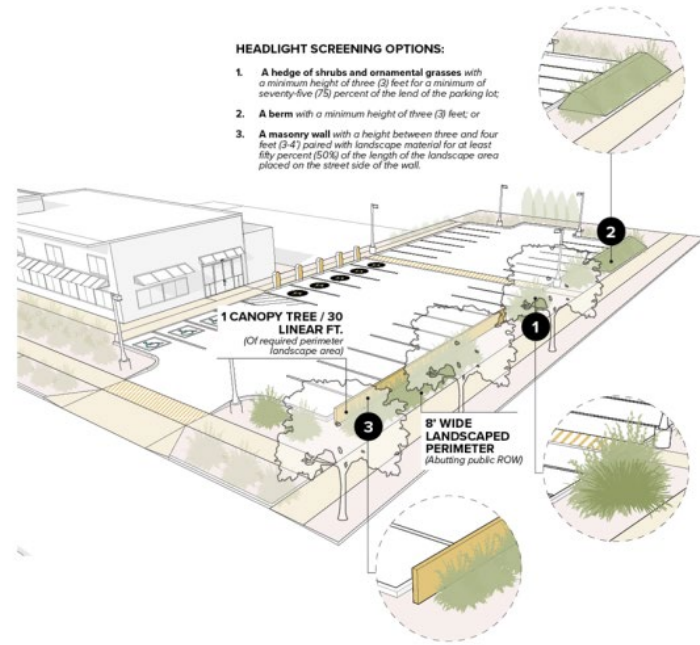 HEADLIGHT SCREENING OPTIONS:
1. A hedge of shrubs and ornamental grasses with
a minimum height of three (3) feet for a minimum of
seventy-five (75) percent of the lend of the parking lot;
2. A berm with a minimum height of three (3) feet; or
3. A masonry wall with a height between three and four
feet (3-4') paired with landscape material for at least
fifty percent (50%) of the length of the landscape area
placed on the street side of the wall.
2
1 CANOPY TREE / 30
LINEAR FT.
(Of required perimeter
landscape area)
1
3
8' WIDE
LANDSCAPED
PERIMETER
(Abutting public ROW)